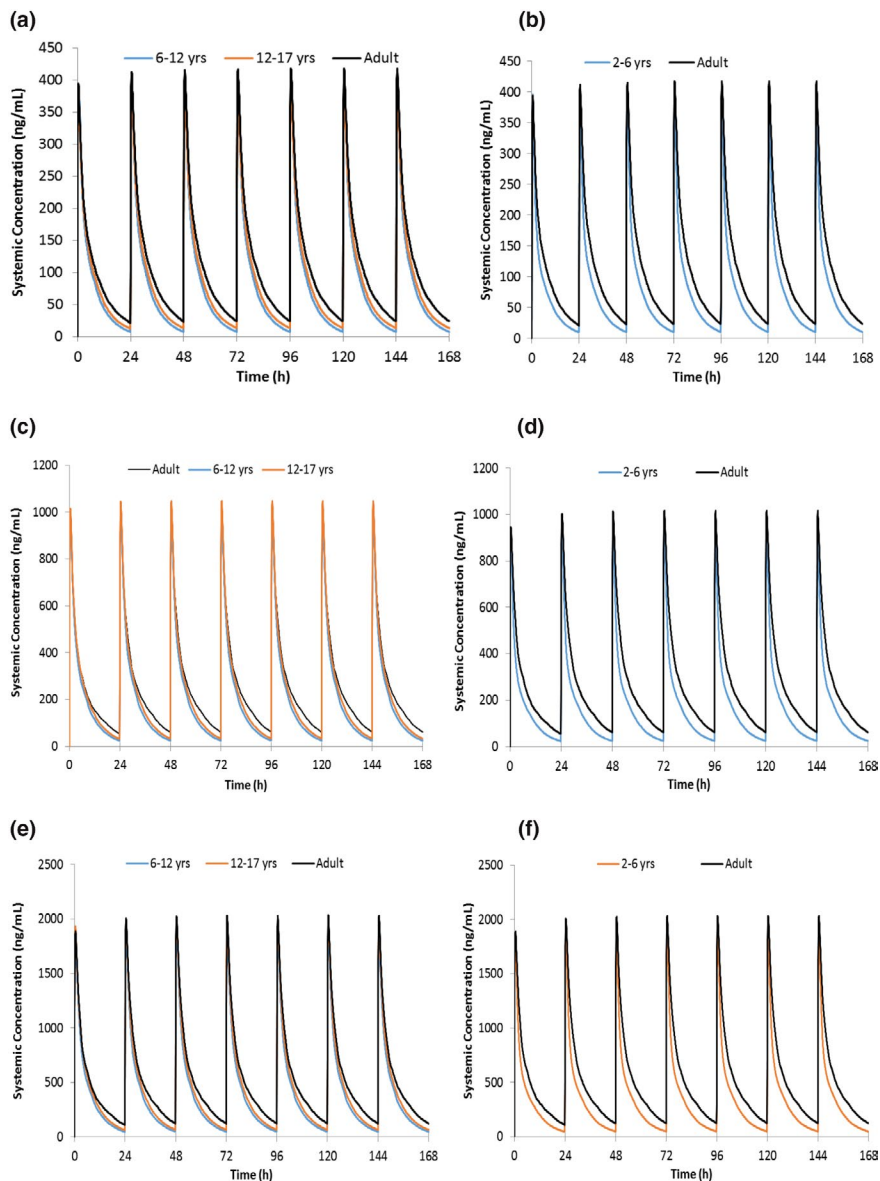 (a)
6-12 yrs 12-17 yrs Adult
450
400
350
300
250
200
150
100
50
0
Systemic Concentration (ng/mL)
0 24 48 72 96 120 144 168
Time (h)
(b)
2-6 yrs Adult
450
400
350
300
250
200
150
100
50
0
Systemic Concentration (ng/mL)
0 24 48 72 96 120 144 168
Time (h)
(c)
Adult 6-12 yrs 12-17 yrs
1200
1000
800
600
400
200
0
Systemic Concentration (ng/mL)
0 24 48 72 96 120 144 168
Time (h)
(d)
2-6 yrs Adult
1200
1000
800
600
400
200
0
Systemic Concentration (ng/mL)
0 24 48 72 96 120 144 168
Time (h)
(e)
6-12 yrs 12-17 yrs Adult
2500
2000
1500
1000
500
0
Systemic Concentration (ng/mL)
0 24 48 72 96 120 144 168
Time (h)
(f)
2-6 yrs Adult
2500
2000
1500
1000
500
0
Systemic Concentration (ng/mL)
0 24 48 72 96 120 144 168
Time (h)